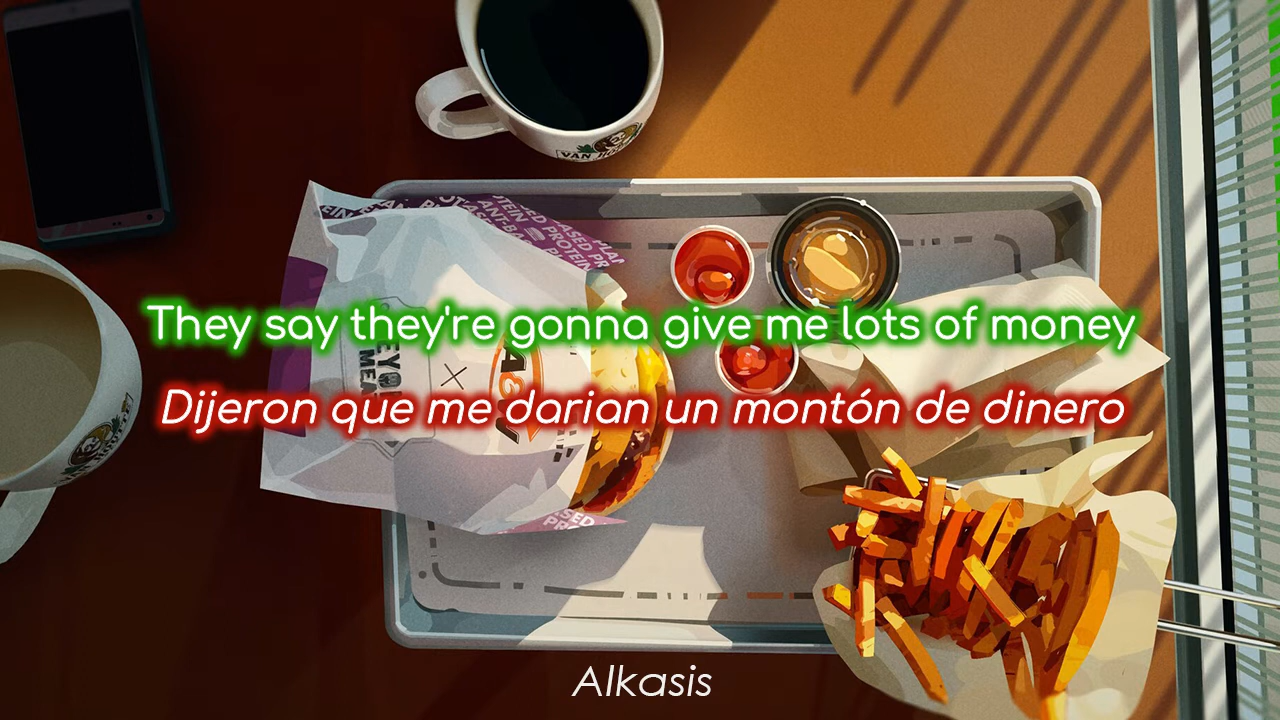 VAN
They say they're gonna give me lots of money
Dijeron que me darian un montón de dinero
A&W
Alkasis